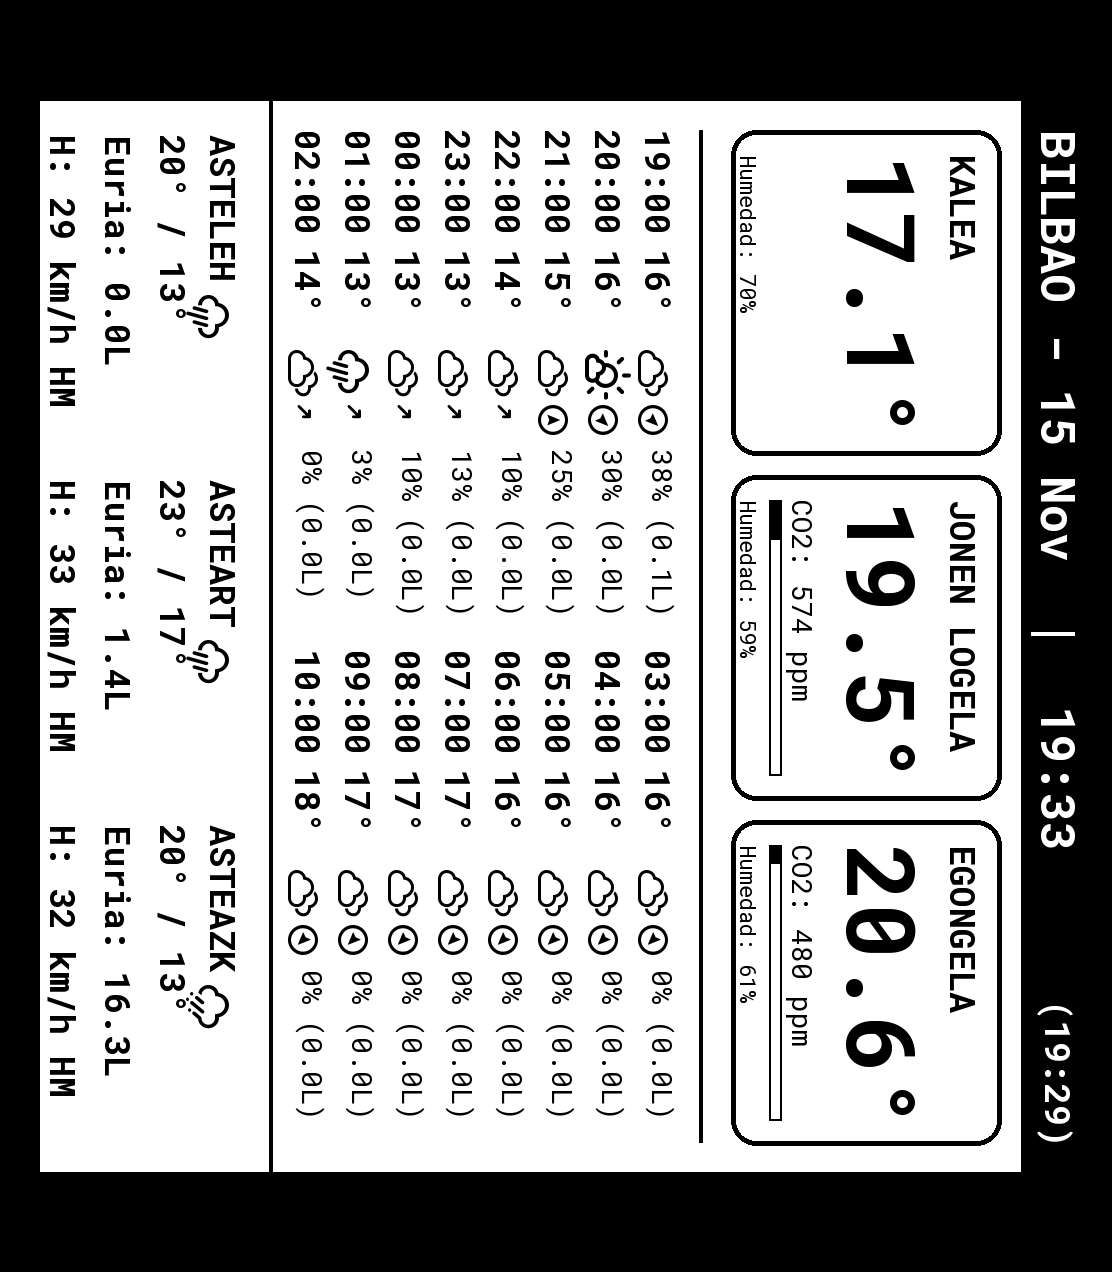 BILBAO - 15 Nov | 19:33 (19:29)
KALEA
17.1°
Humedad: 70%
JONEN LOGELA
19.5°
CO2: 574 ppm
Humedad: 59%
EGONGELA
20.6°
CO2: 480 ppm
Humedad: 61%
19:00 16° 38% (0.1L)
20:00 16° 30% (0.0L)
21:00 15° 25% (0.0L)
22:00 14° 10% (0.0L)
23:00 13° 13% (0.0L)
00:00 13° 10% (0.0L)
01:00 13° 3% (0.0L)
02:00 14° 0% (0.0L)
03:00 16° 0% (0.0L)
04:00 16° 0% (0.0L)
05:00 16° 0% (0.0L)
06:00 16° 0% (0.0L)
07:00 17° 0% (0.0L)
08:00 17° 0% (0.0L)
09:00 17° 0% (0.0L)
10:00 18° 0% (0.0L)
ASTELEH
20° / 13°
Euria: 0.0L
H: 29 km/h HM
ASTEART
23° / 17°
Euria: 1.4L
H: 33 km/h HM
ASTEAZK
20° / 13°
Euria: 16.3L
H: 32 km/h HM